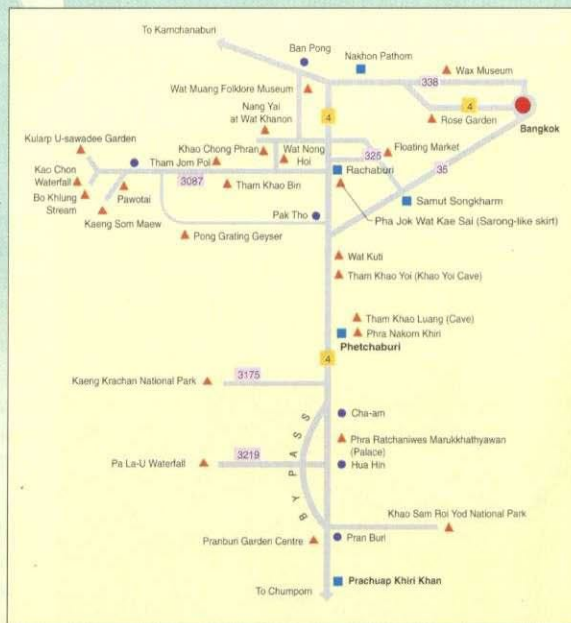 To Karnchanaburi
Ban Pong
Nakhon Pathom
338
Wax Museum
Wat Muang Folklore Museum
4
4
Rose Garden
Bangkok
Nang Yai
at Wat Khanon
Kularp U-sawadee Garden
Khao Chong Phran
Wat Nong
Hoi
325
Floating Market
35
Kao Chon
Waterfall
Tham Jom Pol
3087
Tham Khao Bin
Rachaburi
Bo Khlung
Stream
Pawotai
Samut Songkharm
Kaeng Som Maew
Pak Tho
Pha Jok Wat Kae Sai (Sarong-like skirt)
Pong Grating Geyser
Wat Kuti
Tham Khao Yoi (Khao Yoi Cave)
Tham Khao Luang (Cave)
Phra Nakorn Khiri
Phetchaburi
4
3175
Kaeng Krachan National Park
Cha-am
BYPASS
Phra Ratchaniwes Marukkhathyawan
(Palace)
3219
Pa La-U Waterfall
Hua Hin
Khao Sam Roi Yod National Park
Pranburi Garden Centre
Pran Buri
Prachuap Khiri Khan
To Chumporn